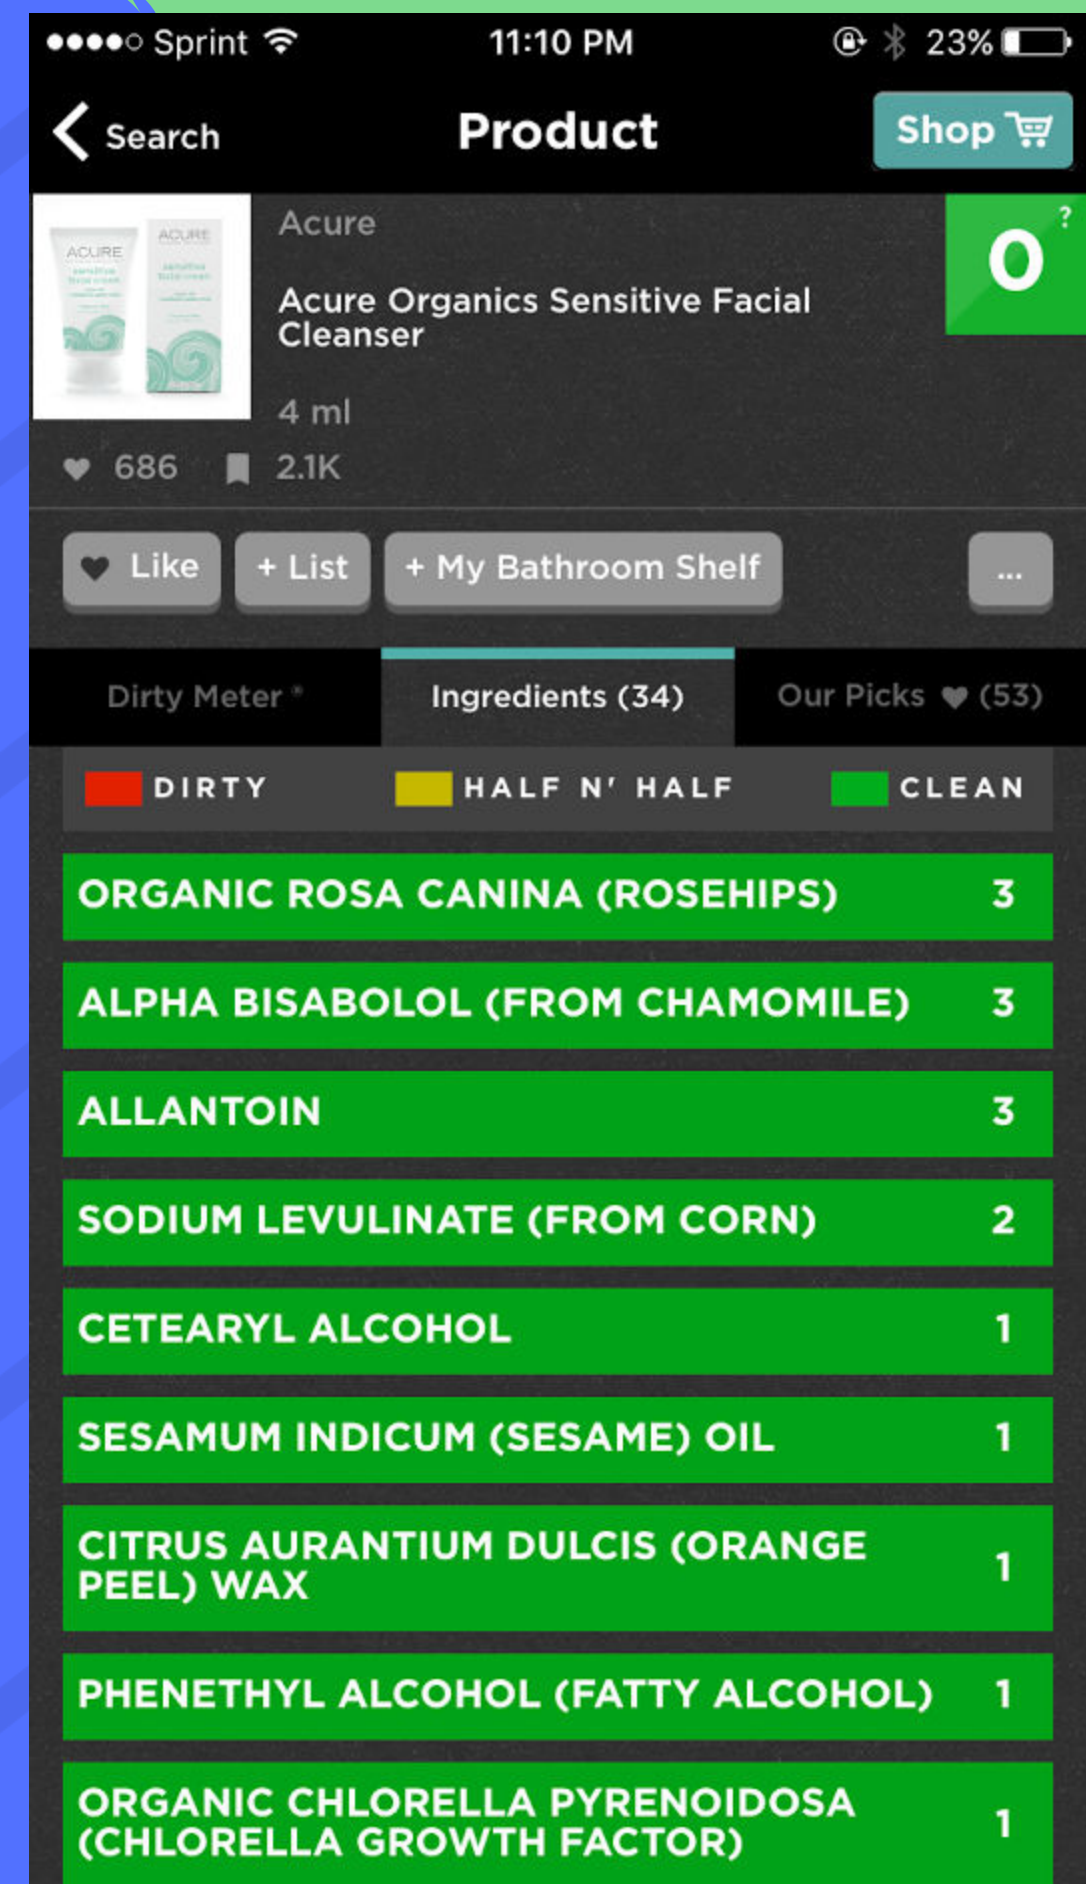 Sprint 11:10 PM 23%
Search Product Shop
Acure
0 ?
Acure Organics Sensitive Facial
Cleanser
4 ml
686 2.1K
Like + List + My Bathroom Shelf ...
Dirty Meter® Ingredients (34) Our Picks ♥ (53)
DIRTY HALF N' HALF CLEAN
ORGANIC ROSA CANINA (ROSEHIPS) 3
ALPHA BISABOLOL (FROM CHAMOMILE) 3
ALLANTOIN 3
SODIUM LEVULINATE (FROM CORN) 2
CETEARYL ALCOHOL 1
SESAMUM INDICUM (SESAME) OIL 1
CITRUS AURANTIUM DULCIS (ORANGE
PEEL) WAX 1
PHENETHYL ALCOHOL (FATTY ALCOHOL) 1
ORGANIC CHLORELLA PYRENOIDOSA
(CHLORELLA GROWTH FACTOR) 1
ACURE
ACURE